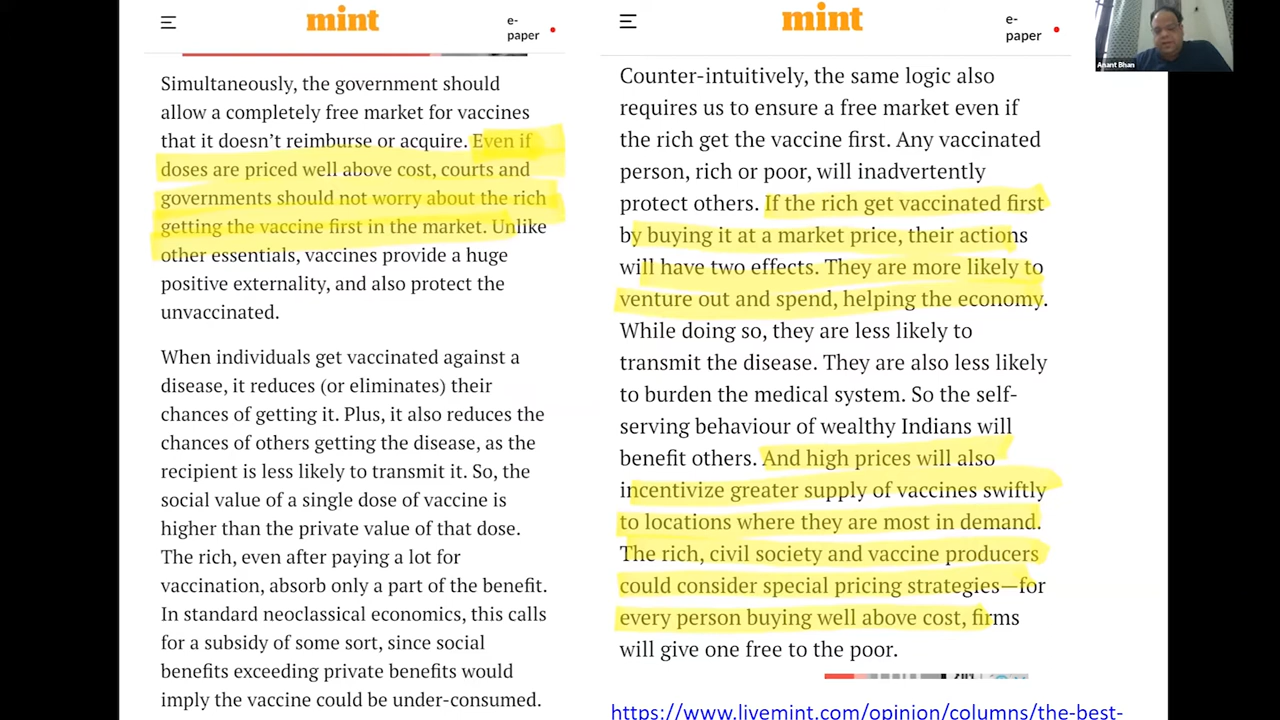 mint
e-
paper
Simultaneously, the government should
allow a completely free market for vaccines
that it doesn't reimburse or acquire. Even if
doses are priced well above cost, courts and
governments should not worry about the rich
getting the vaccine first in the market. Unlike
other essentials, vaccines provide a huge
positive externality, and also protect the
unvaccinated.
When individuals get vaccinated against a
disease, it reduces (or eliminates) their
chances of getting it. Plus, it also reduces the
chances of others getting the disease, as the
recipient is less likely to transmit it. So, the
social value of a single dose of vaccine is
higher than the private value of that dose.
The rich, even after paying a lot for
vaccination, absorb only a part of the benefit.
In standard neoclassical economics, this calls
for a subsidy of some sort, since social
benefits exceeding private benefits would
imply the vaccine could be under-consumed.
mint
e-
paper
Counter-intuitively, the same logic also
requires us to ensure a free market even if
the rich get the vaccine first. Any vaccinated
person, rich or poor, will inadvertently
protect others. If the rich get vaccinated first
by buying it at a market price, their actions
will have two effects. They are more likely to
venture out and spend, helping the economy.
While doing so, they are less likely to
transmit the disease. They are also less likely
to burden the medical system. So the self-
serving behaviour of wealthy Indians will
benefit others. And high prices will also
incentivize greater supply of vaccines swiftly
to locations where they are most in demand.
The rich, civil society and vaccine producers
could consider special pricing strategies—for
every person buying well above cost, firms
will give one free to the poor.
https://www.livemint.com/opinion/columns/the-best-
Anant Bhan